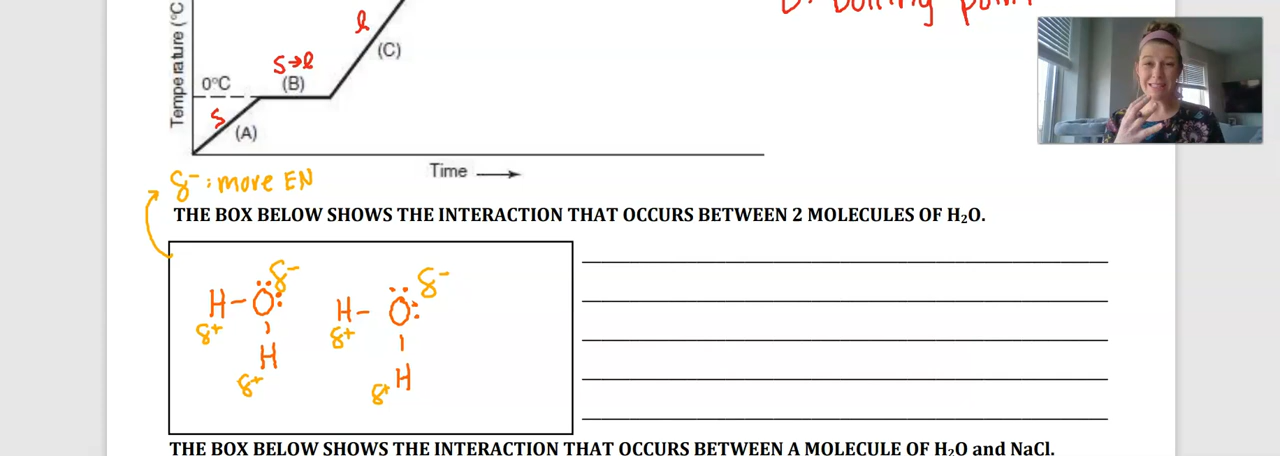 Temperature (°C
0°C
S
(A)
S→l
(B)
l
(C)
Time
δ⁻: more EN
THE BOX BELOW SHOWS THE INTERACTION THAT OCCURS BETWEEN 2 MOLECULES OF H₂O.
δ⁻ δ⁻
H-O: H-O:
δ+ δ+
H H
δ+ δ+
THE BOX BELOW SHOWS THE INTERACTION THAT OCCURS BETWEEN A MOLECULE OF H₂O and NaCl.